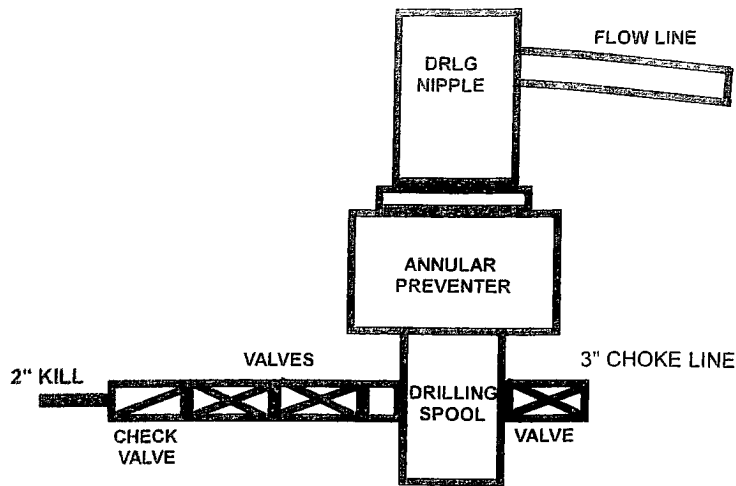 DRLG
NIPPLE
FLOW LINE
ANNULAR
PREVENTER
2" KILL
VALVES
3" CHOKE LINE
DRILLING
SPOOL
CHECK
VALVE
VALVE